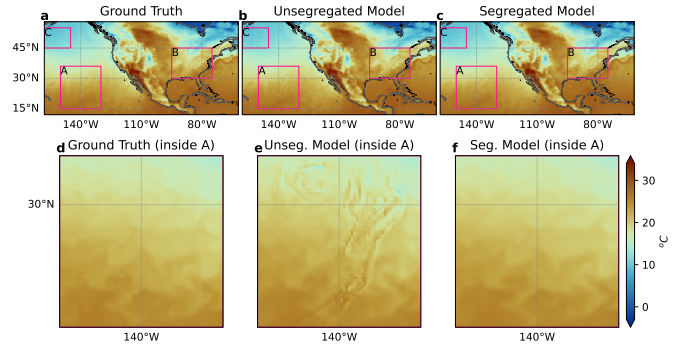 a Ground Truth
b Unsegregated Model
c Segregated Model
45°N
30°N
15°N
C
A
B
C
A
B
C
A
B
140°W 110°W 80°W
140°W 110°W 80°W
140°W 110°W 80°W
d Ground Truth (inside A)
e Unseg. Model (inside A)
f Seg. Model (inside A)
30°N
140°W
140°W
140°W
30
20
10
0
°C